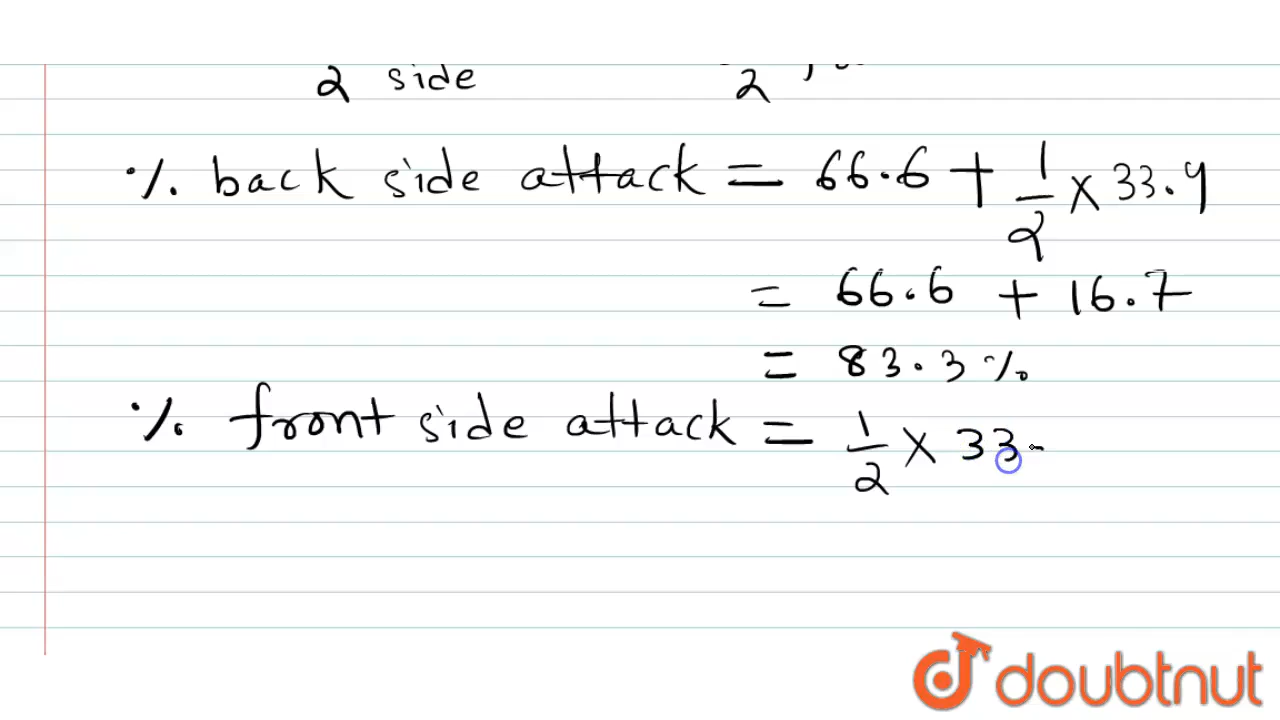 2 side 2
% back side attack = 66.6 + 1/2 × 33.4
= 66.6 + 16.7
= 83.3 %
% front side attack = 1/2 × 33.
doubtnut